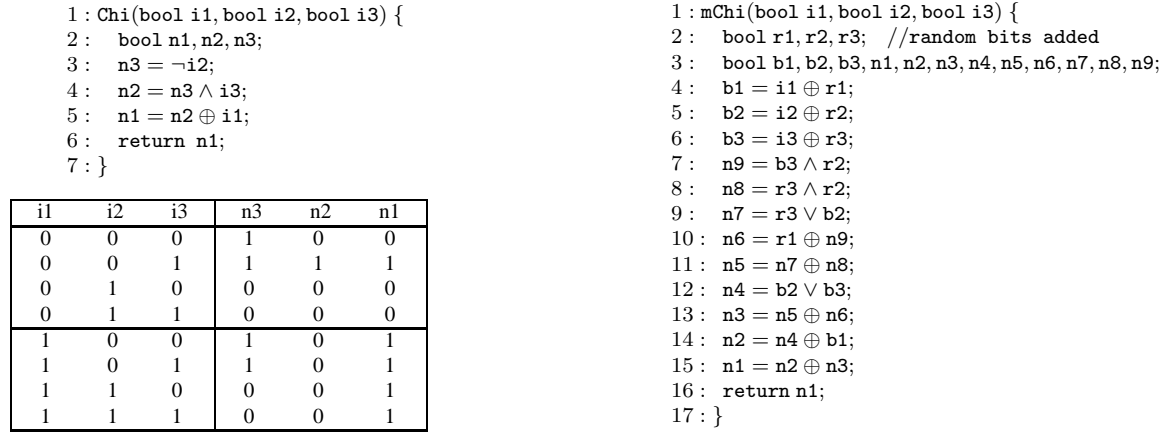 1 : Chi(bool i1, bool i2, bool i3) {
2 : bool n1, n2, n3;
3 : n3 = ¬i2;
4 : n2 = n3 ∧ i3;
5 : n1 = n2 ⊕ i1;
6 : return n1;
7 : }
i1 i2 i3 n3 n2 n1
0 0 0 1 0 0
0 0 1 1 1 1
0 1 0 0 0 0
0 1 1 0 0 0
1 0 0 1 0 1
1 0 1 1 0 1
1 1 0 0 0 1
1 1 1 0 0 1
1 : mChi(bool i1, bool i2, bool i3) {
2 : bool r1, r2, r3; //random bits added
3 : bool b1, b2, b3, n1, n2, n3, n4, n5, n6, n7, n8, n9;
4 : b1 = i1 ⊕ r1;
5 : b2 = i2 ⊕ r2;
6 : b3 = i3 ⊕ r3;
7 : n9 = b3 ∧ r2;
8 : n8 = r3 ∧ r2;
9 : n7 = r3 ∨ b2;
10 : n6 = r1 ⊕ n9;
11 : n5 = n7 ⊕ n8;
12 : n4 = b2 ∨ b3;
13 : n3 = n5 ⊕ n6;
14 : n2 = n4 ⊕ b1;
15 : n1 = n2 ⊕ n3;
16 : return n1;
17 : }